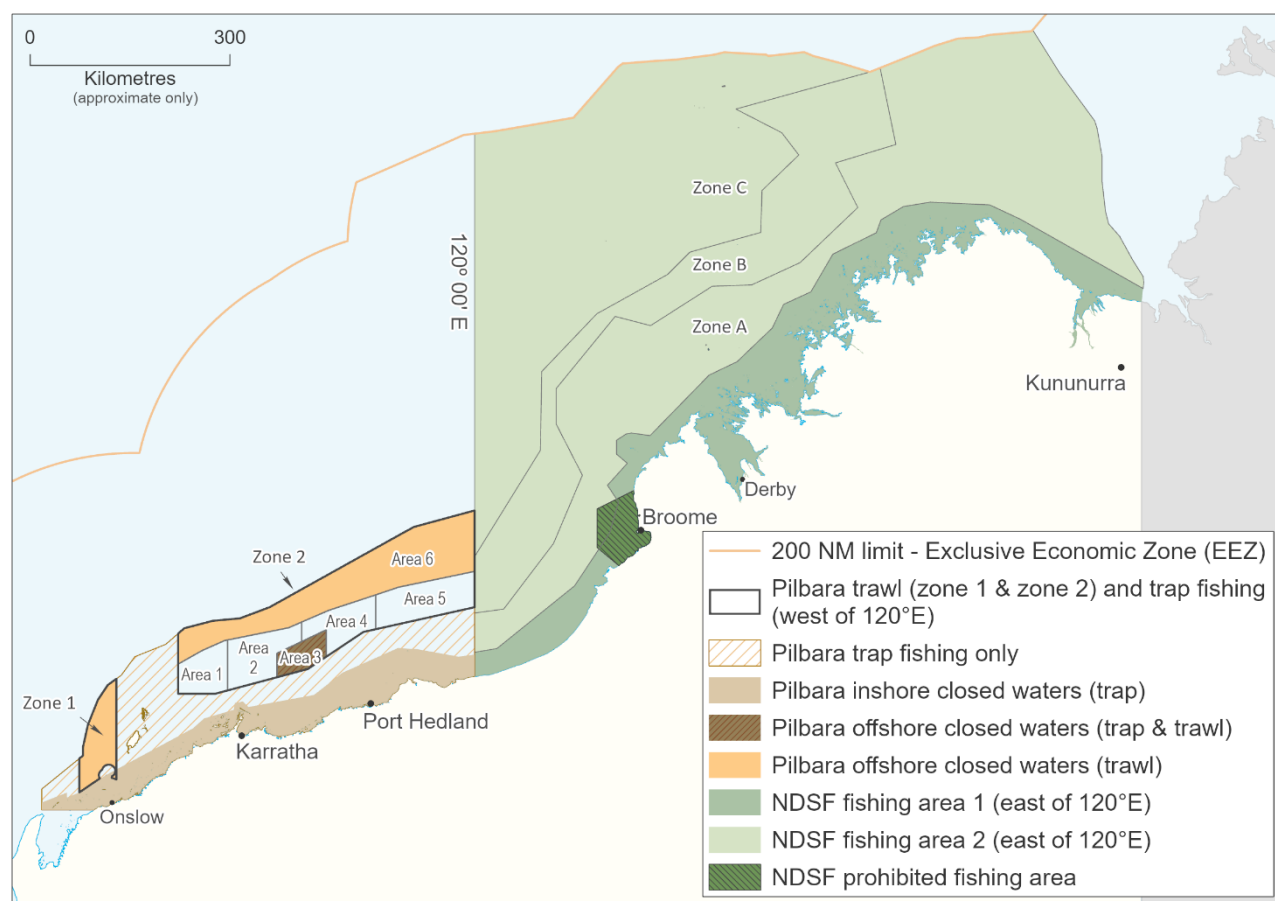 0 300
Kilometres
(approximate only)
Zone C
120° 00' E
Zone B
Zone A
Kununurra
Derby
Broome
Zone 2
Area 6
Area 5
Area 4
Area 3
Area
2
Area 1
Zone 1
Port Hedland
Karratha
Onslow
200 NM limit - Exclusive Economic Zone (EEZ)
Pilbara trawl (zone 1 & zone 2) and trap fishing
(west of 120°E)
Pilbara trap fishing only
Pilbara inshore closed waters (trap)
Pilbara offshore closed waters (trap & trawl)
Pilbara offshore closed waters (trawl)
NDSF fishing area 1 (east of 120°E)
NDSF fishing area 2 (east of 120°E)
NDSF prohibited fishing area